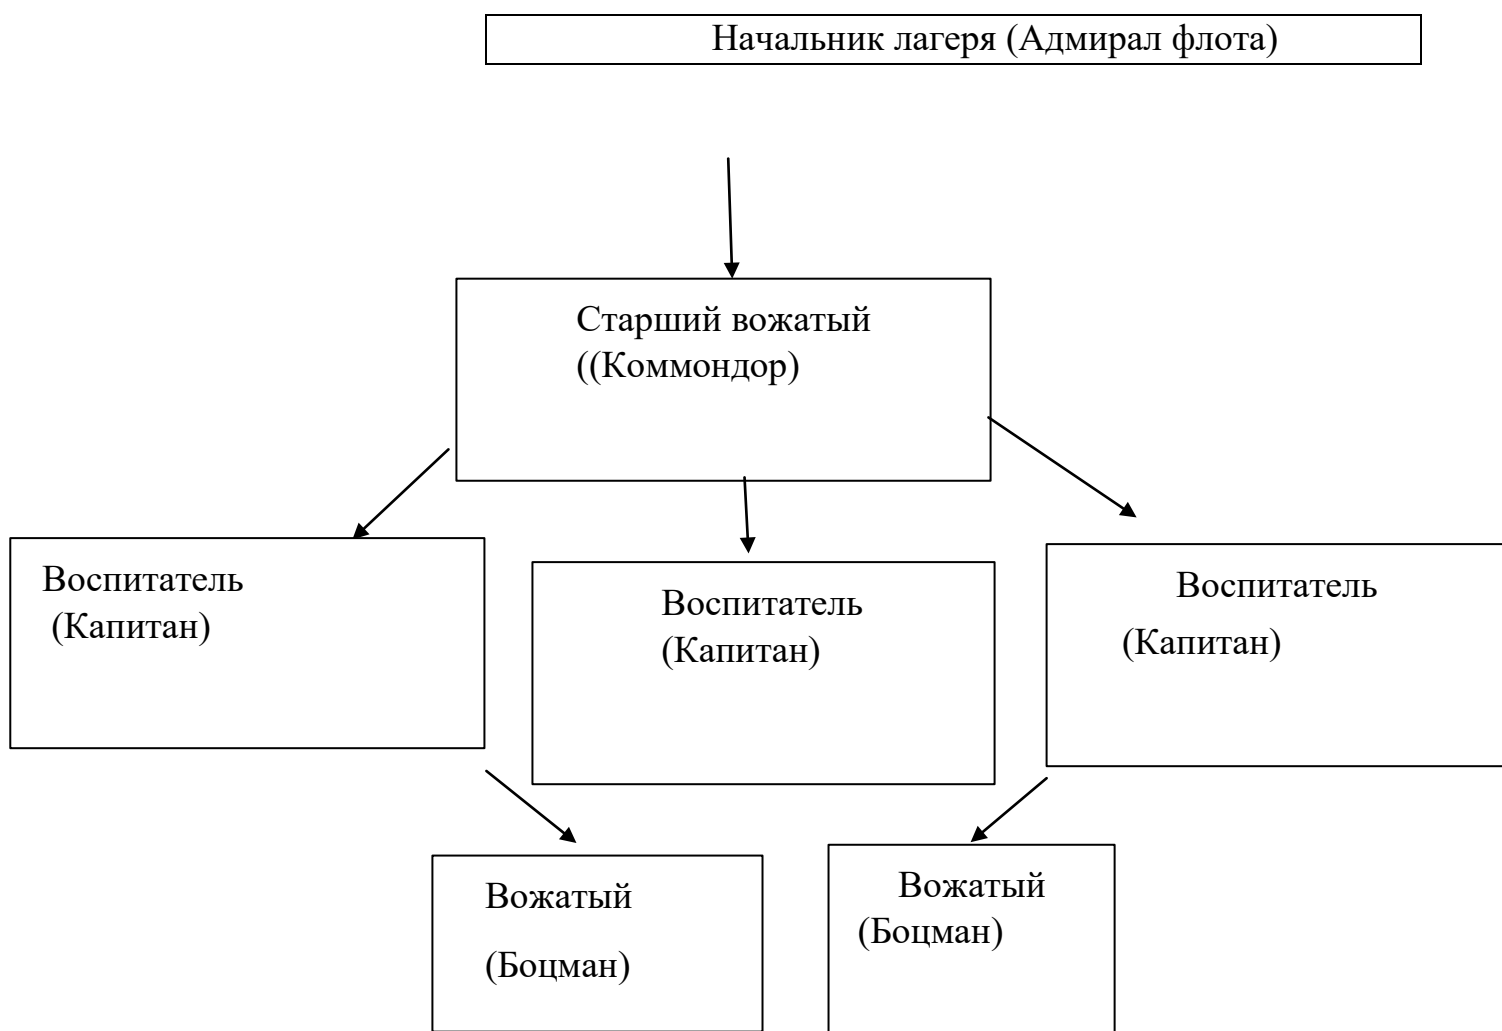 Начальник лагеря (Адмирал флота)
Старший вожатый
((Коммондор)
Воспитатель
(Капитан)
Воспитатель
(Капитан)
Воспитатель
(Капитан)
Вожатый
(Боцман)
Вожатый
(Боцман)